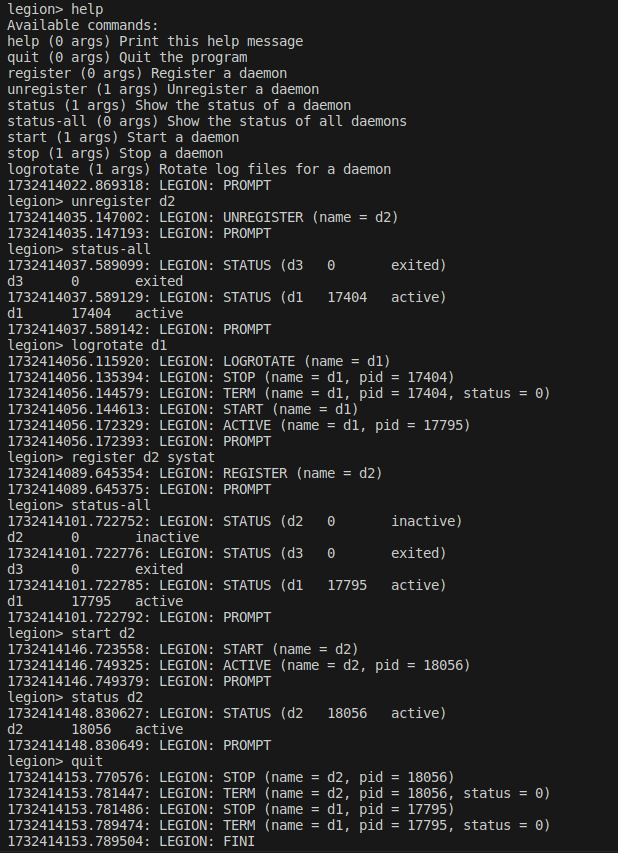 legion> help
Available commands:
help (0 args) Print this help message
quit (0 args) Quit the program
register (0 args) Register a daemon
unregister (1 args) Unregister a daemon
status (1 args) Show the status of a daemon
status-all (0 args) Show the status of all daemons
start (1 args) Start a daemon
stop (1 args) Stop a daemon
logrotate (1 args) Rotate log files for a daemon
1732414022.869318: LEGION: PROMPT
legion> unregister d2
1732414035.147002: LEGION: UNREGISTER (name = d2)
1732414035.147193: LEGION: PROMPT
legion> status-all
1732414037.589099: LEGION: STATUS (d3	0	exited)
d3	0	exited
1732414037.589129: LEGION: STATUS (d1	17404	active)
d1	17404	active
1732414037.589142: LEGION: PROMPT
legion> logrotate d1
1732414056.115920: LEGION: LOGROTATE (name = d1)
1732414056.135394: LEGION: STOP (name = d1, pid = 17404)
1732414056.144579: LEGION: TERM (name = d1, pid = 17404, status = 0)
1732414056.144613: LEGION: START (name = d1)
1732414056.172329: LEGION: ACTIVE (name = d1, pid = 17795)
1732414056.172393: LEGION: PROMPT
legion> register d2 systat
1732414089.645354: LEGION: REGISTER (name = d2)
1732414089.645375: LEGION: PROMPT
legion> status-all
1732414101.722752: LEGION: STATUS (d2	0	inactive)
d2	0	inactive
1732414101.722776: LEGION: STATUS (d3	0	exited)
d3	0	exited
1732414101.722785: LEGION: STATUS (d1	17795	active)
d1	17795	active
1732414101.722792: LEGION: PROMPT
legion> start d2
1732414146.723558: LEGION: START (name = d2)
1732414146.749325: LEGION: ACTIVE (name = d2, pid = 18056)
1732414146.749379: LEGION: PROMPT
legion> status d2
1732414148.830627: LEGION: STATUS (d2	18056	active)
d2	18056	active
1732414148.830649: LEGION: PROMPT
legion> quit
1732414153.770576: LEGION: STOP (name = d2, pid = 18056)
1732414153.781447: LEGION: TERM (name = d2, pid = 18056, status = 0)
1732414153.781486: LEGION: STOP (name = d1, pid = 17795)
1732414153.789474: LEGION: TERM (name = d1, pid = 17795, status = 0)
1732414153.789504: LEGION: FINI